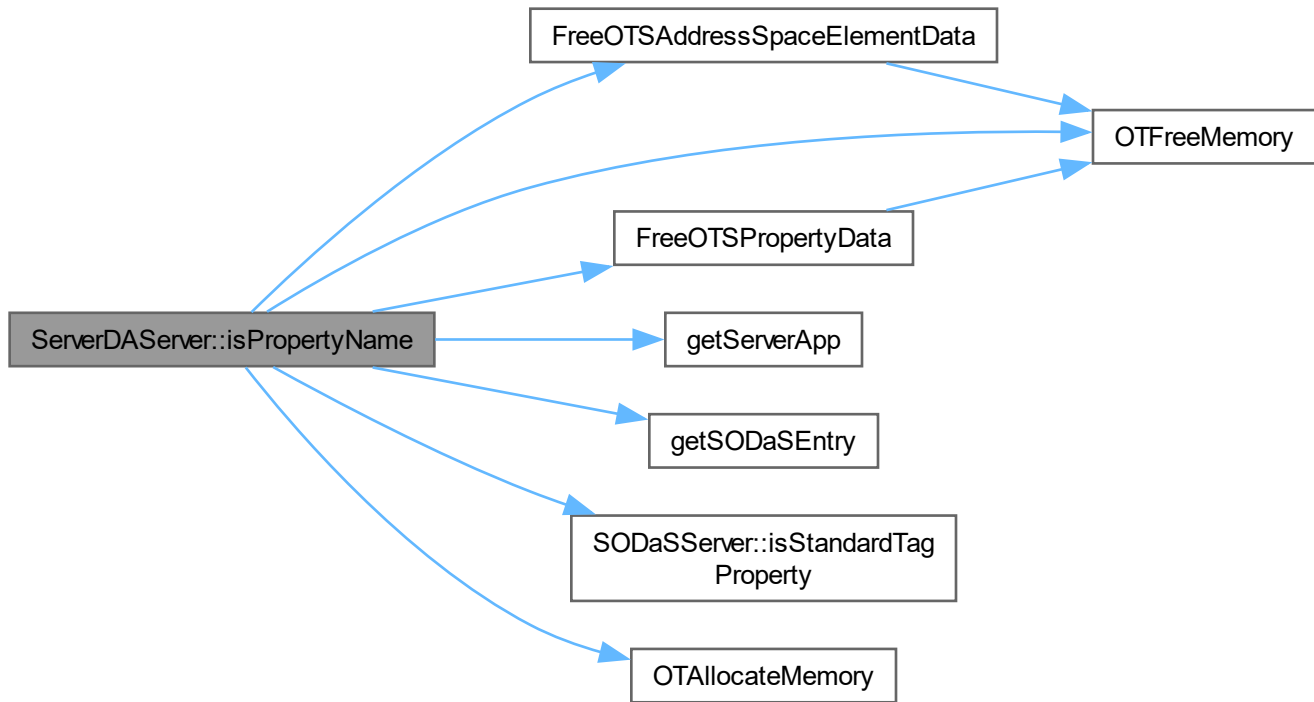 FreeOTSAddressSpaceElementData
OTFreeMemory
FreeOTSPropertyData
ServerDAServer::isPropertyName
getServerApp
getSODaSEntry
SODaSServer::isStandardTag
Property
OTAllocateMemory